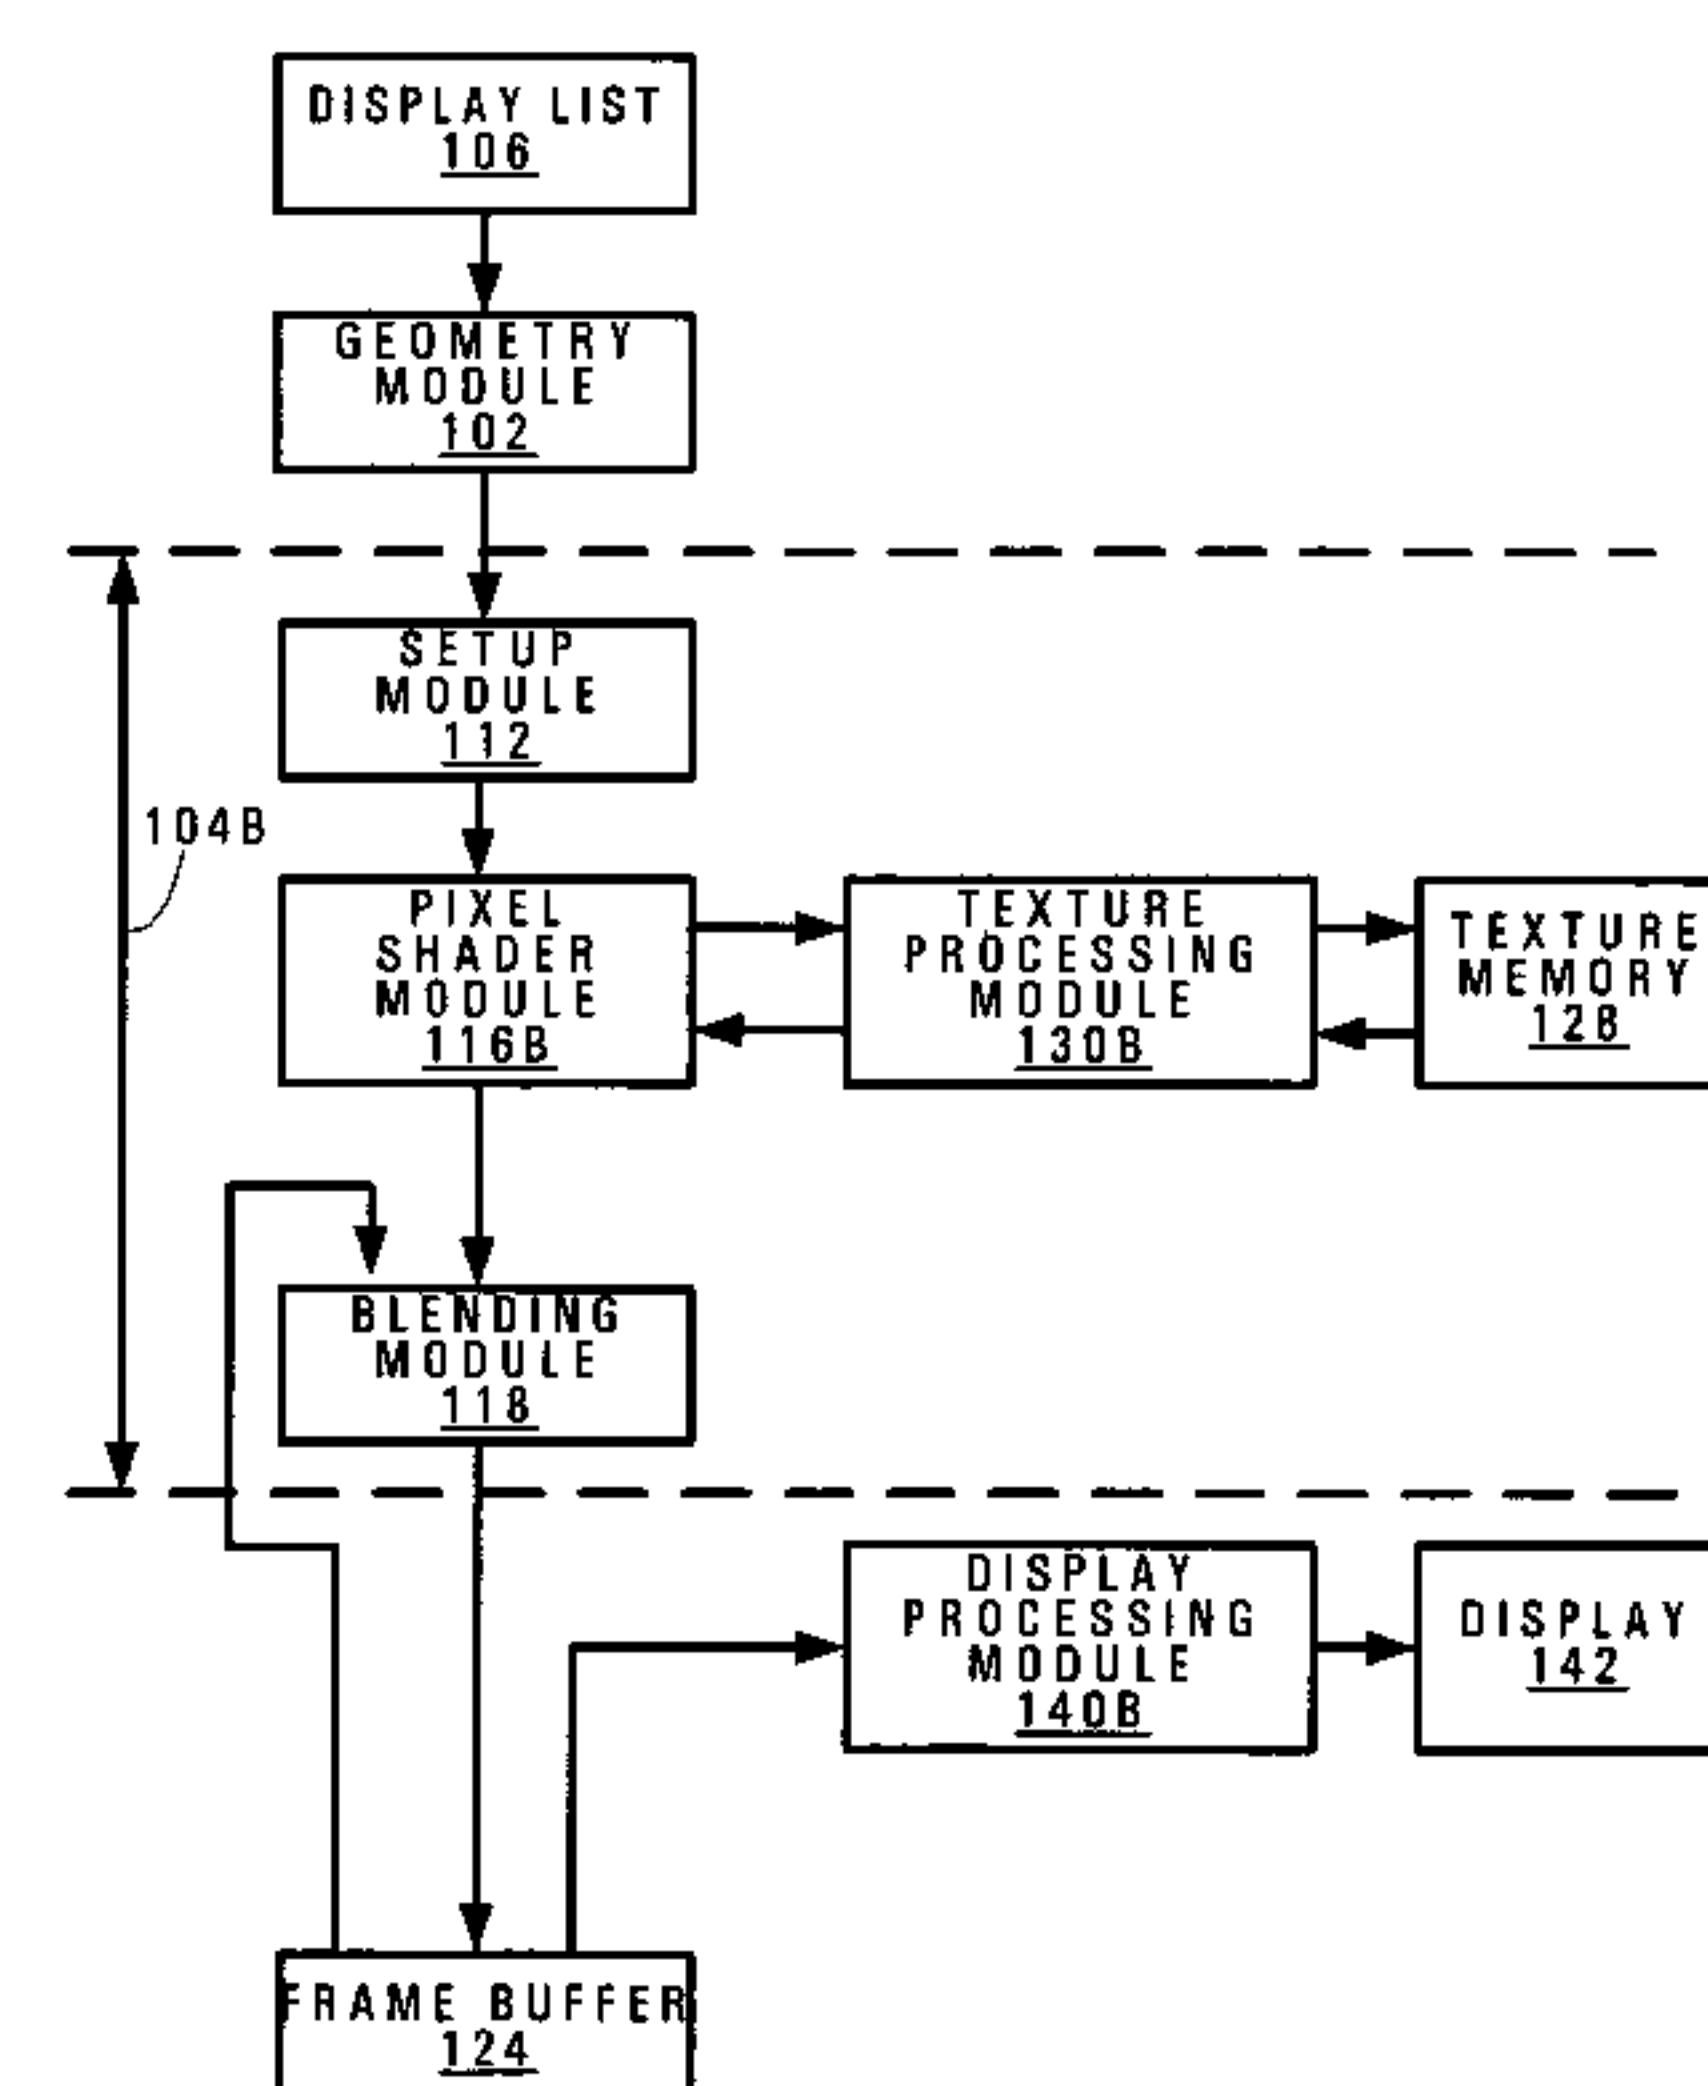 DISPLAY LIST
106
GEOMETRY
MODULE
102
SETUP
MODULE
112
104B
PIXEL
SHADER
MODULE
116B
TEXTURE
PROCESSING
MODULE
130B
TEXTURE
MEMORY
128
BLENDING
MODULE
118
DISPLAY
PROCESSING
MODULE
140B
DISPLAY
142
FRAME BUFFER
124